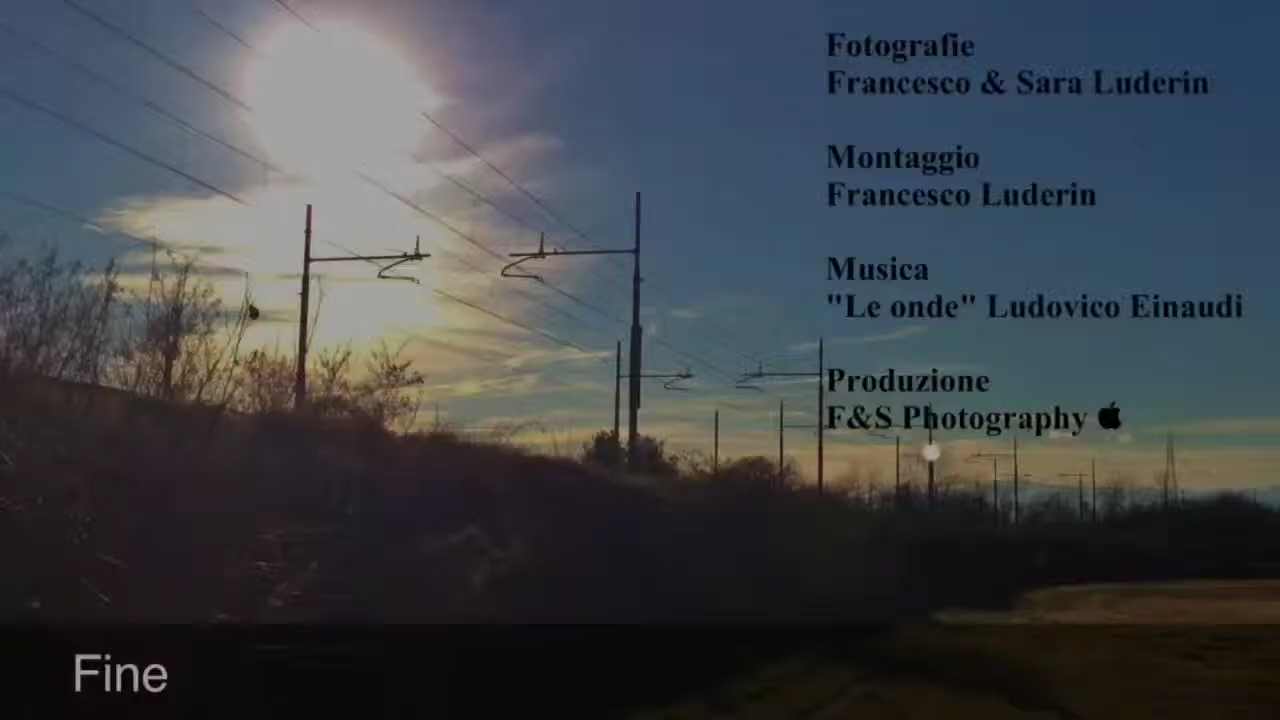 Fotografie
Francesco & Sara Luderin
Montaggio
Francesco Luderin
Musica
"Le onde" Ludovico Einaudi
Produzione
F&S Photography
Fine